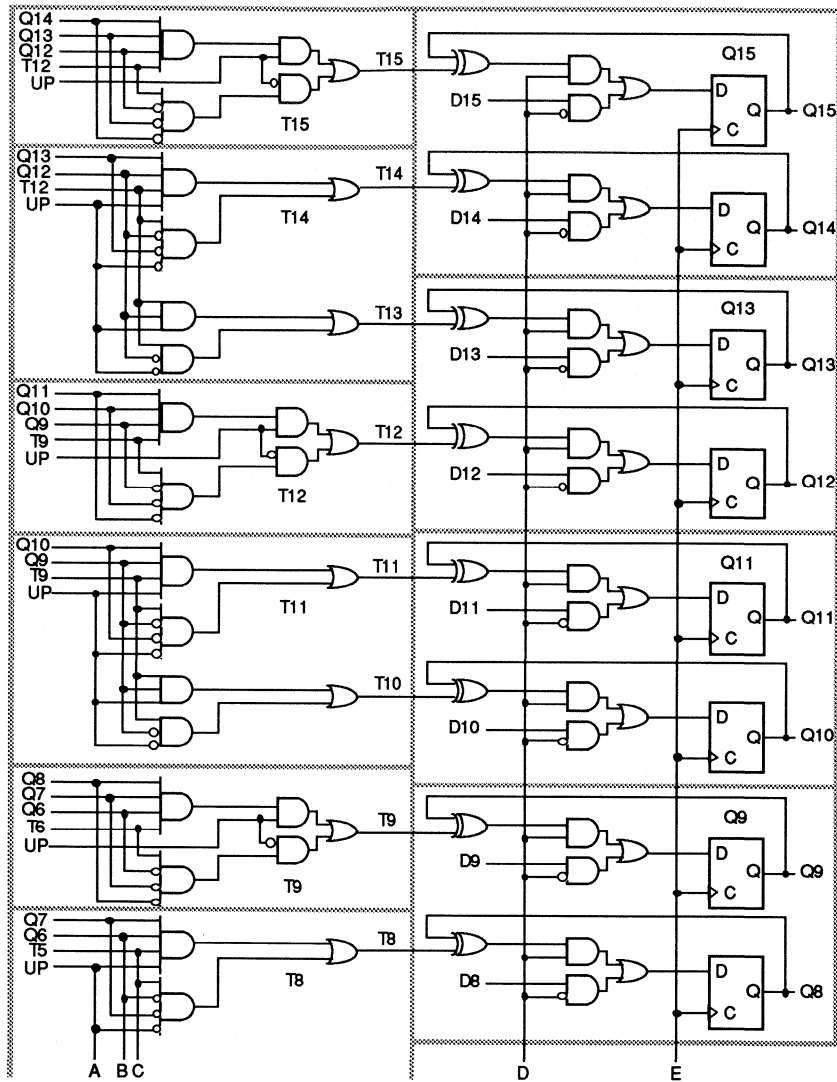 Q14
Q13
Q12
T12
UP
T15
T15
Q15
D15
D
Q
C
Q15
Q13
Q12
T12
UP
T14
T14
D14
D
Q
C
Q14
T13
Q13
D13
D
Q
C
Q13
Q11
Q10
Q9
T9
UP
T12
T12
D12
D
Q
C
Q12
Q10
Q9
T9
UP
T11
T11
Q11
D11
D
Q
C
Q11
T10
D10
D
Q
C
Q10
Q8
Q7
Q6
T6
UP
T9
T9
Q9
D9
D
Q
C
Q9
Q7
Q6
T5
UP
T8
T8
D8
D
Q
C
Q8
A B C D E